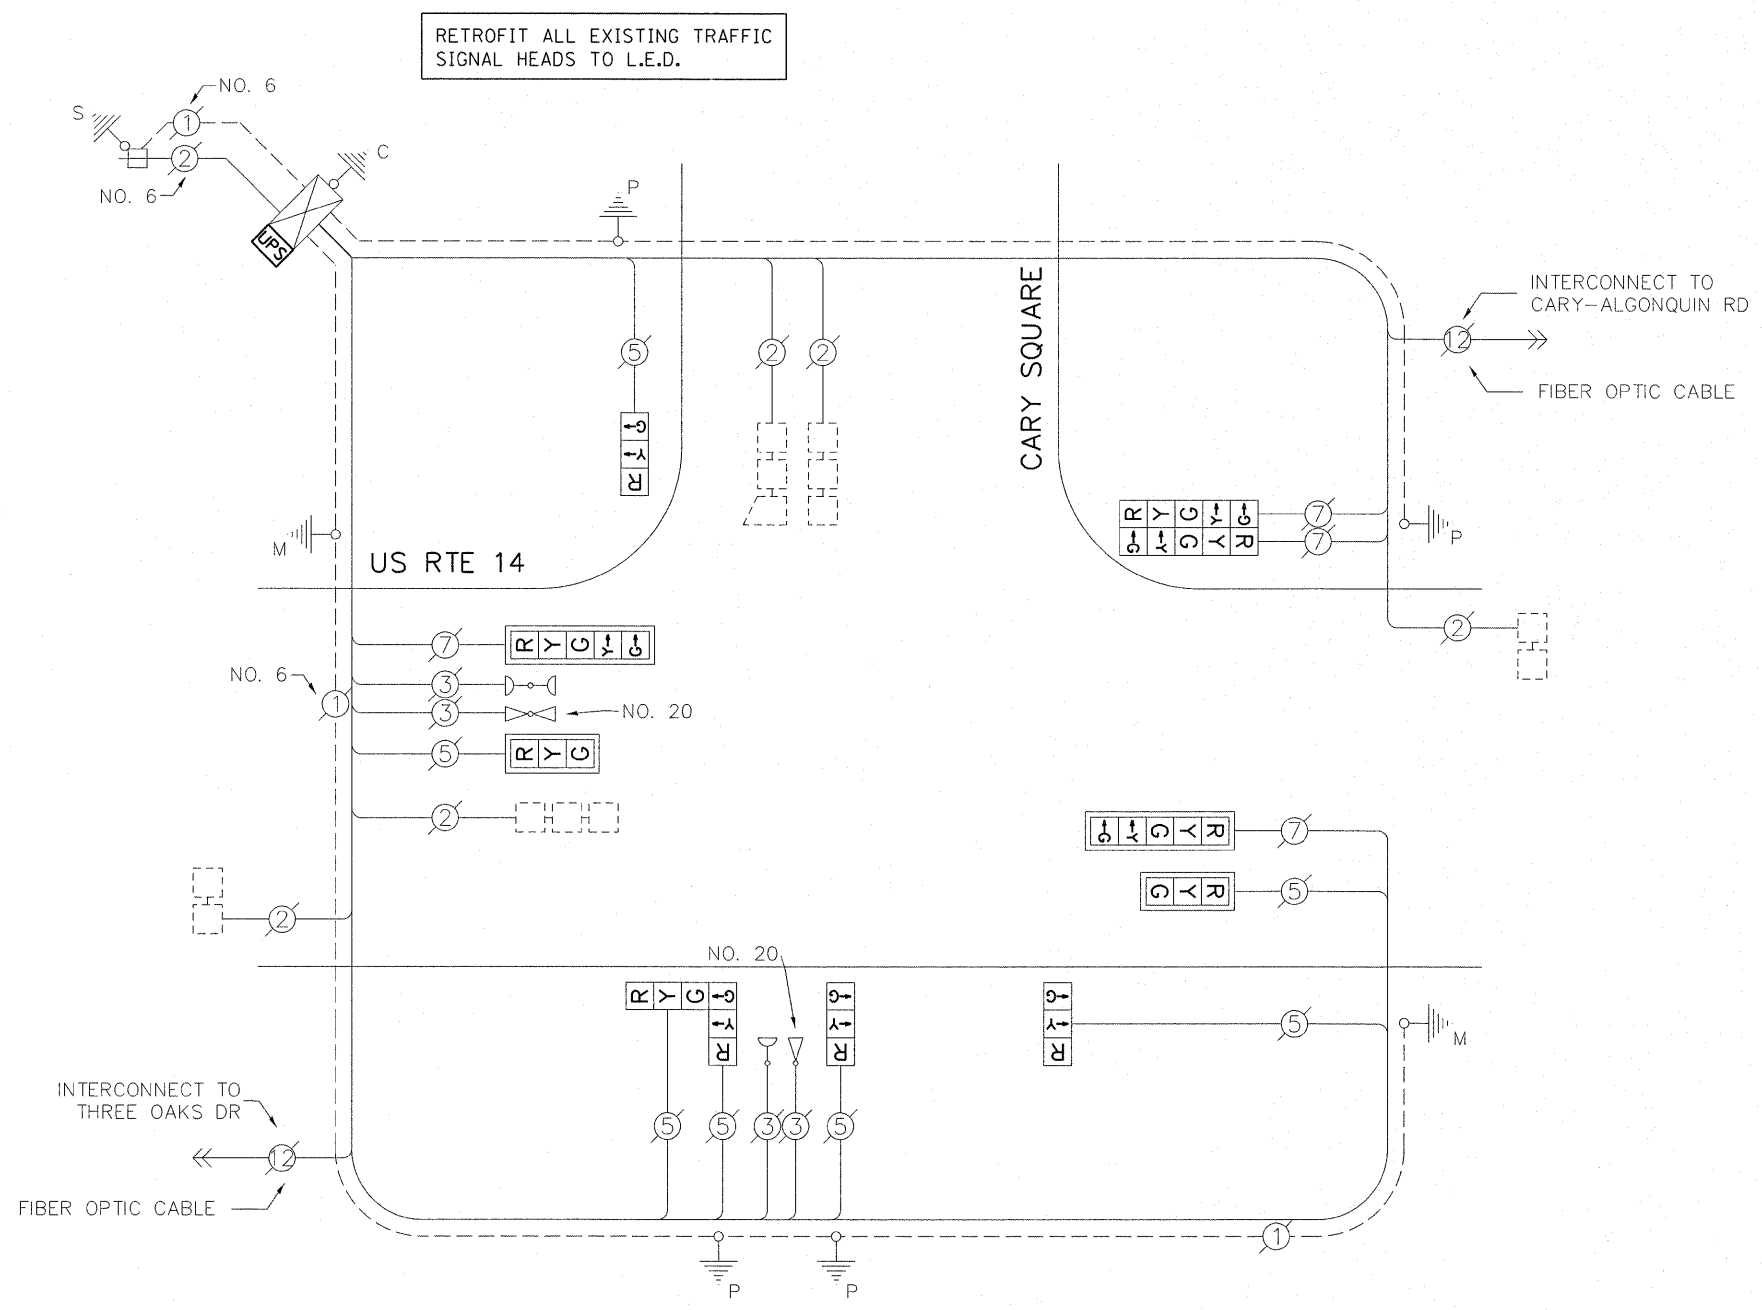 RETROFIT ALL EXISTING TRAFFIC
SIGNAL HEADS TO L.E.D.
NO. 6
S
1
2
NO. 6
C
UPS
P
INTERCONNECT TO
CARY-ALGONQUIN RD
12
FIBER OPTIC CABLE
CARY SQUARE
5
2
2
G
Y
R
M
US RTE 14
R Y G Y G
7
G Y G Y R
7
P
2
7
R Y G Y G
NO. 6
1
3
3
NO. 20
5
R Y G
2
2
G Y G Y R
7
G Y R
5
NO. 20
R Y G G
Y
R
G
Y
R
G
Y
R
5
M
INTERCONNECT TO
THREE OAKS DR
12
FIBER OPTIC CABLE
5
5
3
3
5
1
P
P